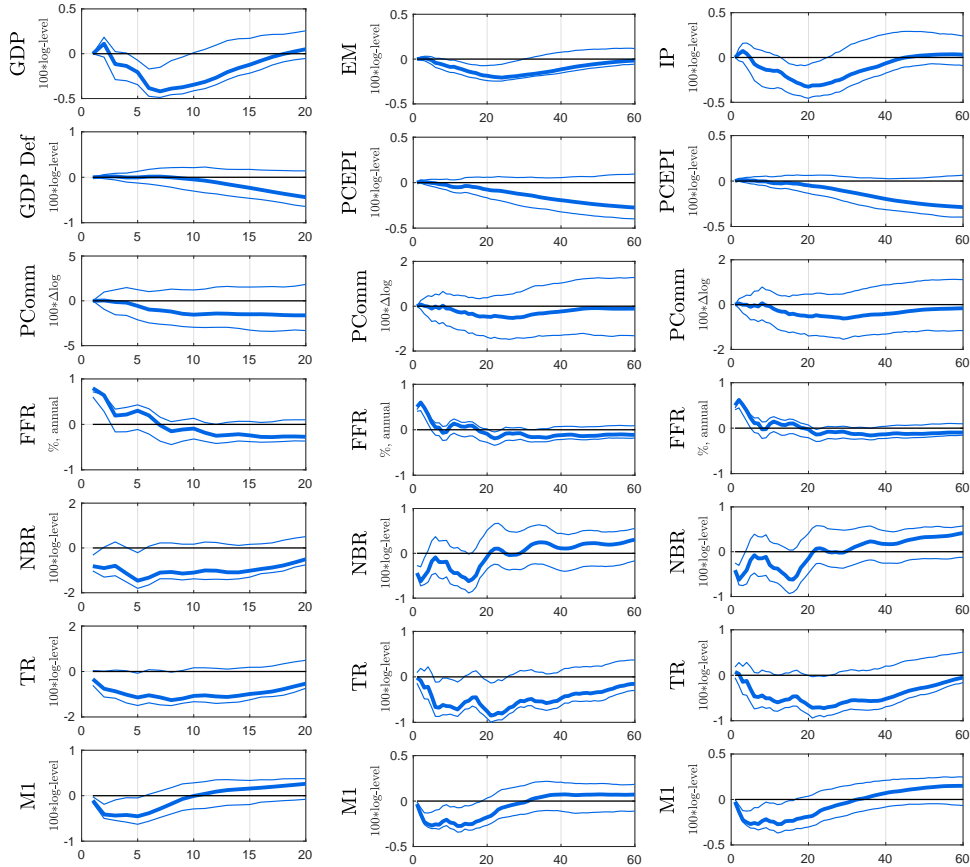 GDP
100*log-level
0.5
0
-0.5
0 5 10 15 20
EM
100*log-level
0.5
0
-0.5
0 20 40 60
IP
100*log-level
0.5
0
-0.5
0 20 40 60
GDP Def
100*log-level
1
0
-1
0 5 10 15 20
PCEPI
100*log-level
0.5
0
-0.5
0 20 40 60
PCEPI
100*log-level
0.5
0
-0.5
0 20 40 60
PComm
100*Δlog
5
0
-5
0 5 10 15 20
PComm
100*Δlog
2
0
-2
0 20 40 60
PComm
100*Δlog
2
0
-2
0 20 40 60
FFR
%, annual
1
0
-1
0 5 10 15 20
FFR
%, annual
1
0
-1
0 20 40 60
FFR
%, annual
1
0
-1
0 20 40 60
NBR
100*log-level
2
0
-2
0 5 10 15 20
NBR
100*log-level
1
0
-1
0 20 40 60
NBR
100*log-level
1
0
-1
0 20 40 60
TR
100*log-level
2
0
-2
0 5 10 15 20
TR
100*log-level
1
0
-1
0 20 40 60
TR
100*log-level
1
0
-1
0 20 40 60
M1
100*log-level
1
0
-1
0 5 10 15 20
M1
100*log-level
0.5
0
-0.5
0 20 40 60
M1
100*log-level
0.5
0
-0.5
0 20 40 60